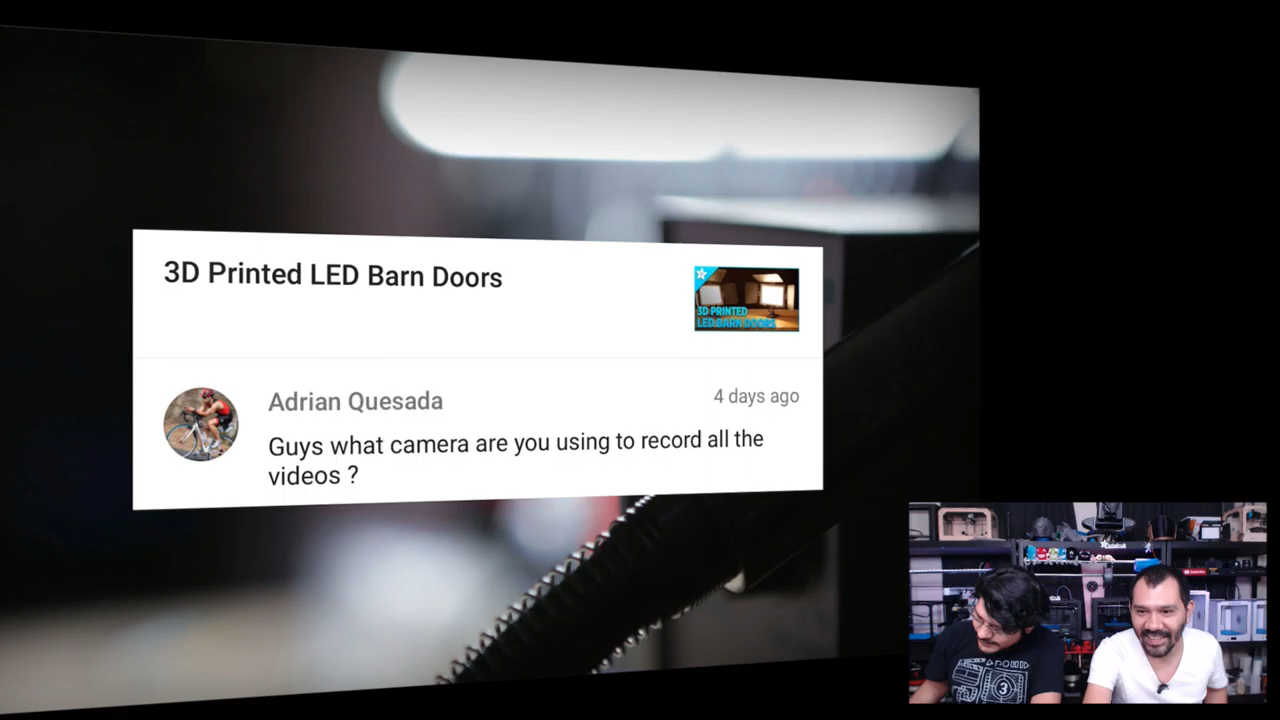 3D Printed LED Barn Doors
3D PRINTED
LED BARN DOORS
Adrian Quesada
4 days ago
Guys what camera are you using to record all the
videos ?
3